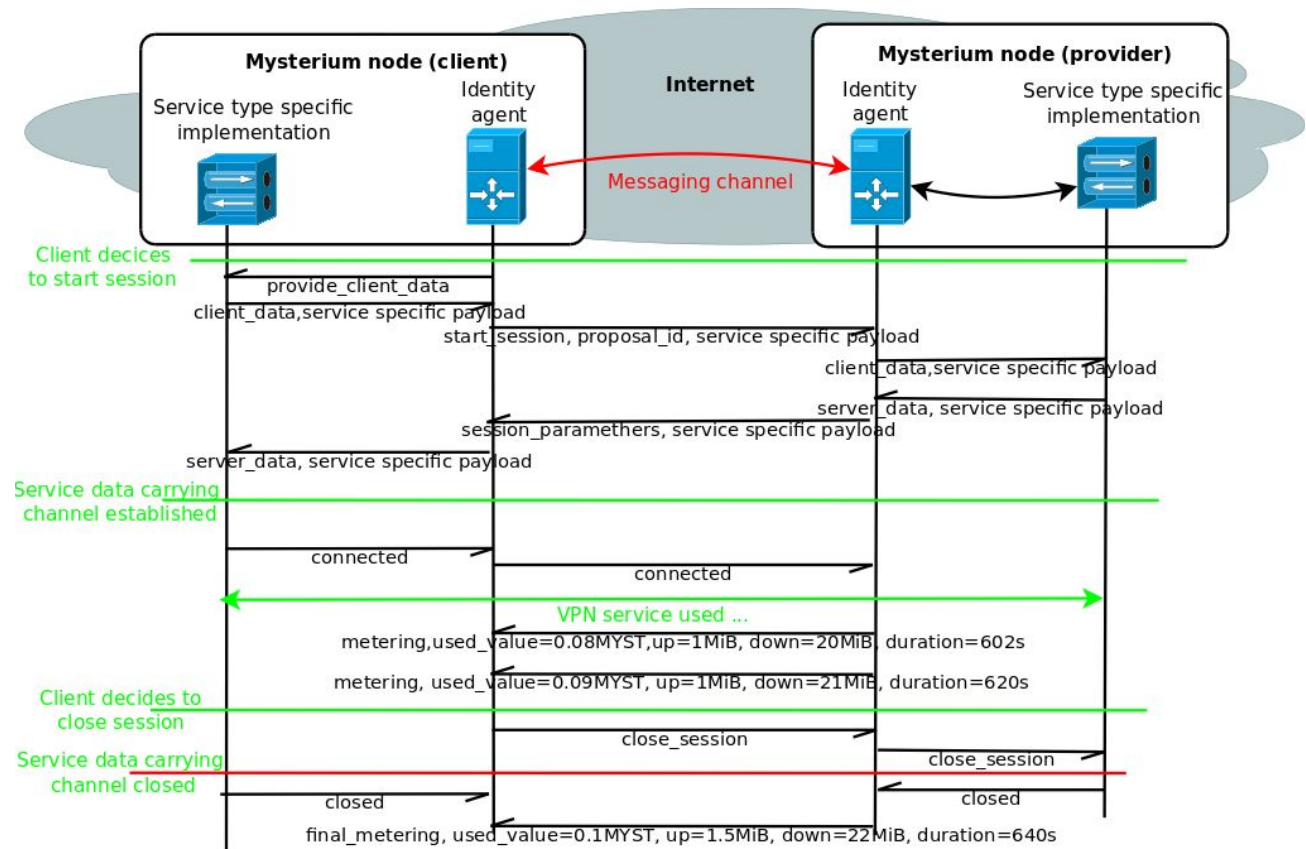 Mysterium node (client)
Mysterium node (provider)
Internet
Service type specific
implementation
Identity
agent
Identity
agent
Service type specific
implementation
Messaging channel
Client decices
to start session
provide_client_data
client_data,service specific payload
start_session, proposal_id, service specific payload
client_data,service specific payload
server_data, service specific payload
session_paramethers, service specific payload
server_data, service specific payload
Service data carrying
channel established
connected
connected
VPN service used ...
metering,used_value=0.08MYST,up=1MiB, down=20MiB, duration=602s
metering, used_value=0.09MYST, up=1MiB, down=21MiB, duration=620s
Client decides to
close session
close_session
close_session
Service data carrying
channel closed
closed
closed
final_metering, used_value=0.1MYST, up=1.5MiB, down=22MiB, duration=640s